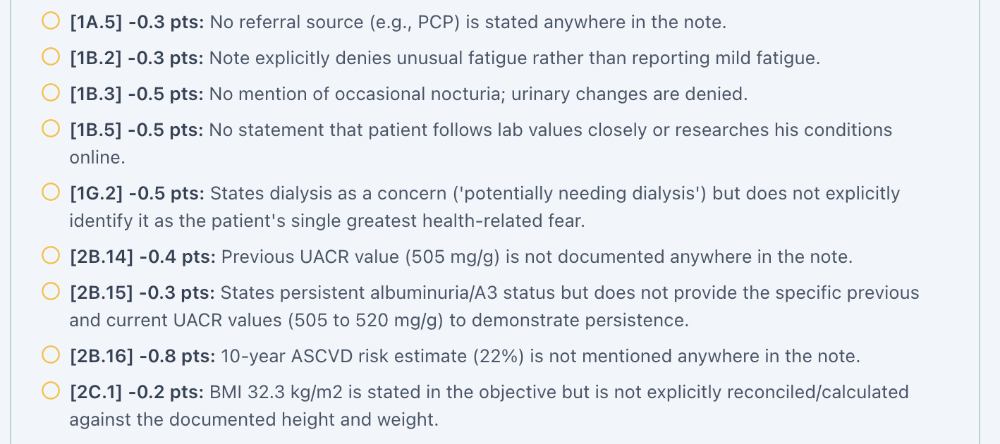 [1A.5] -0.3 pts: No referral source (e.g., PCP) is stated anywhere in the note.
[1B.2] -0.3 pts: Note explicitly denies unusual fatigue rather than reporting mild fatigue.
[1B.3] -0.5 pts: No mention of occasional nocturia; urinary changes are denied.
[1B.5] -0.5 pts: No statement that patient follows lab values closely or researches his conditions
online.
[1G.2] -0.5 pts: States dialysis as a concern ('potentially needing dialysis') but does not explicitly
identify it as the patient's single greatest health-related fear.
[2B.14] -0.4 pts: Previous UACR value (505 mg/g) is not documented anywhere in the note.
[2B.15] -0.3 pts: States persistent albuminuria/A3 status but does not provide the specific previous
and current UACR values (505 to 520 mg/g) to demonstrate persistence.
[2B.16] -0.8 pts: 10-year ASCVD risk estimate (22%) is not mentioned anywhere in the note.
[2C.1] -0.2 pts: BMI 32.3 kg/m2 is stated in the objective but is not explicitly reconciled/calculated
against the documented height and weight.